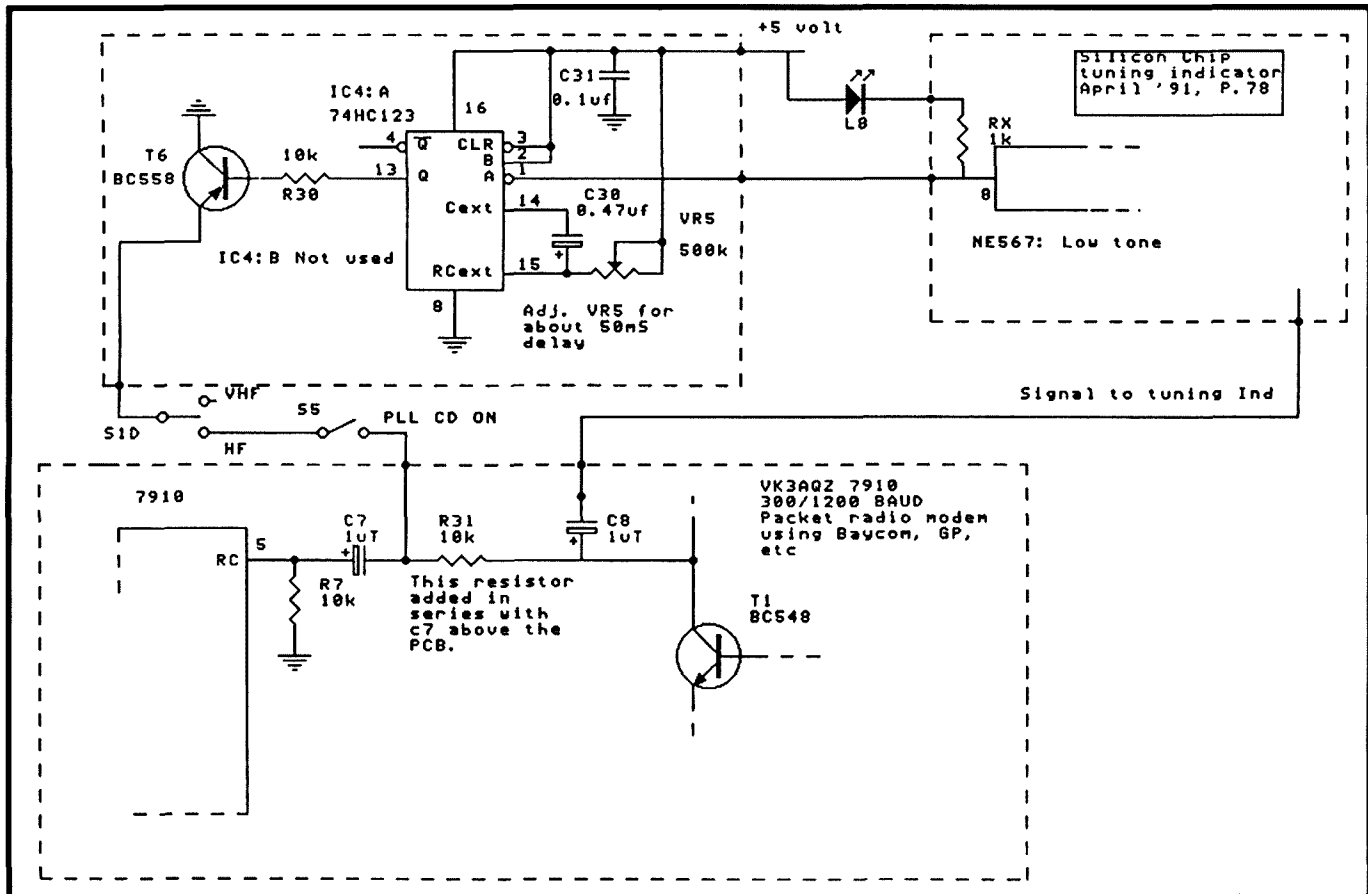 +5 volt
Silicon Chip
tuning indicator
April '91, P.78
C31
0.1uf
IC4:A
74HC123
16
L8
RX
1k
4
Q
CLR
3
B
2
A
1
T6
BC558
10k
R30
13
Q
8
C30
0.47uf
Cext
14
VR5
500k
NE567: Low tone
IC4:B Not used
+
RCext
15
8
Adj. VR5 for
about 50mS
delay
VHF
S5
PLL CD ON
Signal to tuning Ind
S1D
HF
7910
VK3AQZ 7910
300/1200 BAUD
Packet radio modem
using Baycom, GP,
etc
C7
1uT
R31
10k
C8
1uT
5
RC
+
+
R7
10k
This resistor
added in
series with
c7 above the
PCB.
T1
BC548